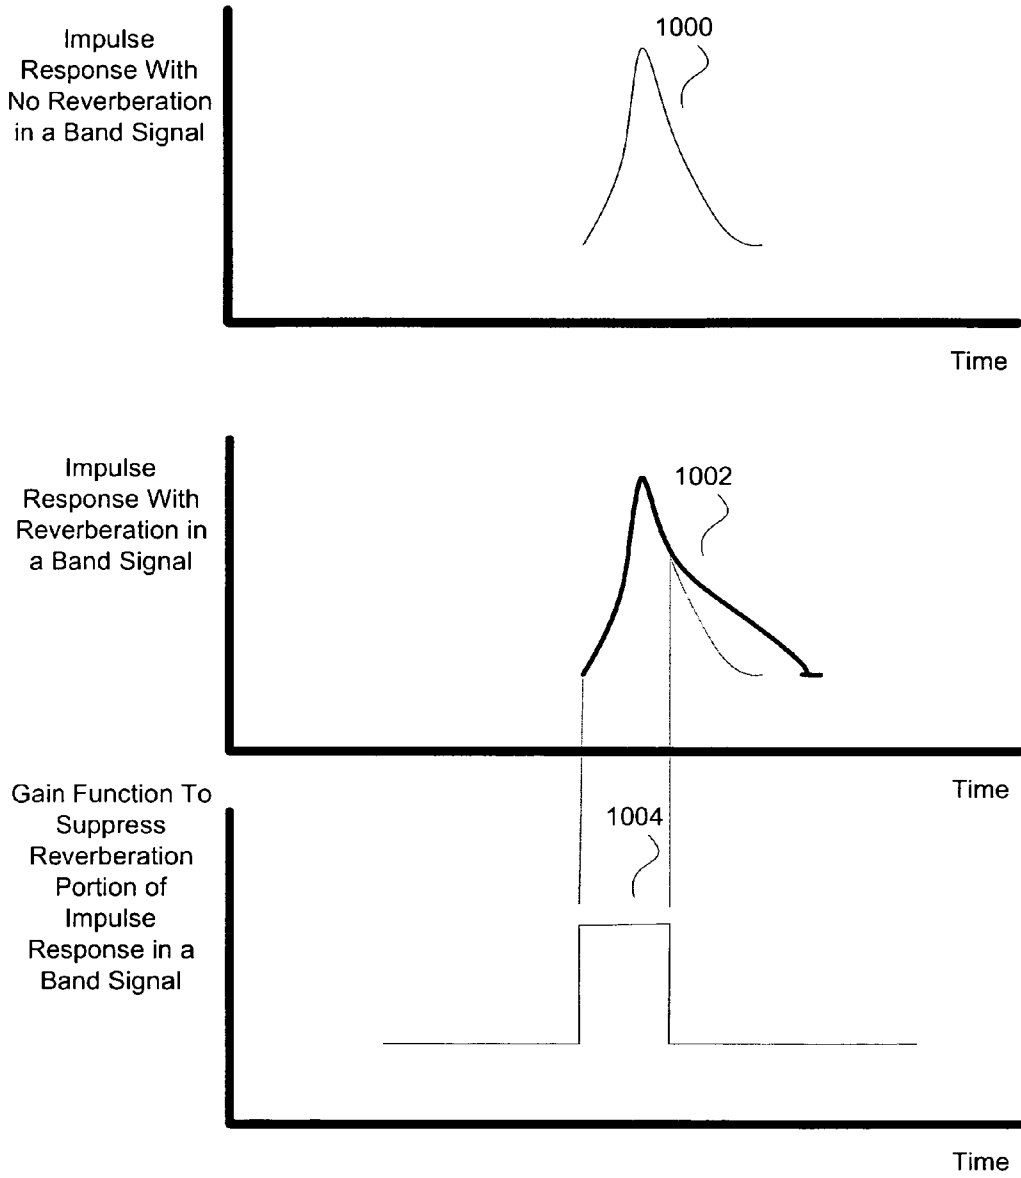 Impulse
Response With
No Reverberation
in a Band Signal
1000
Time
Impulse
Response With
Reverberation in
a Band Signal
1002
Time
Gain Function To
Suppress
Reverberation
Portion of
Impulse
Response in a
Band Signal
1004
Time